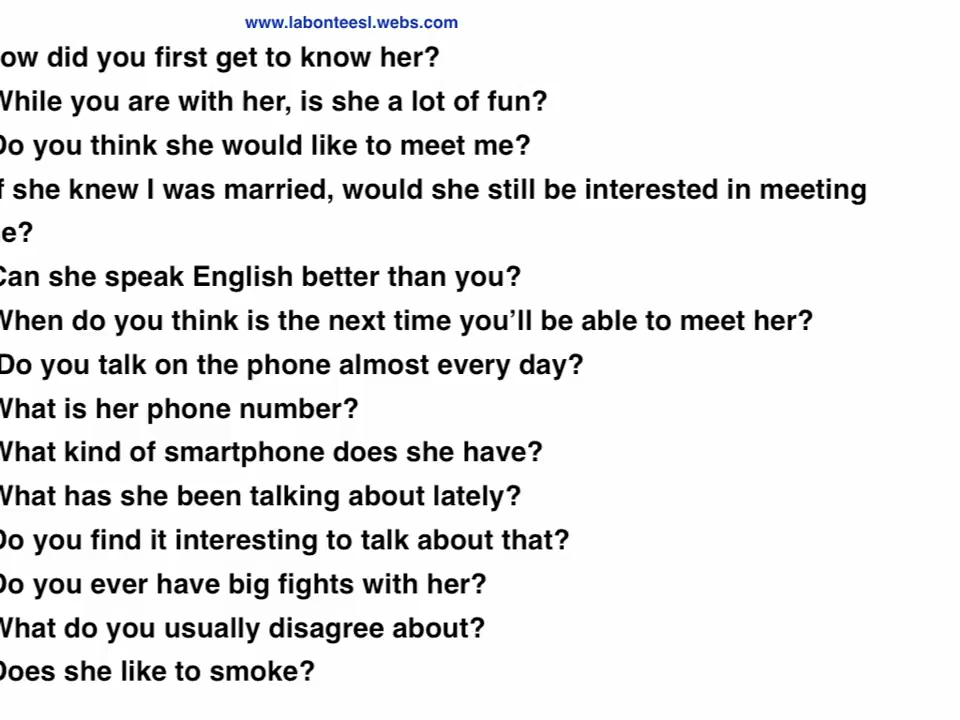 www.labonteesl.webs.com
ow did you first get to know her?
While you are with her, is she a lot of fun?
Do you think she would like to meet me?
f she knew I was married, would she still be interested in meeting
e?
Can she speak English better than you?
When do you think is the next time you’ll be able to meet her?
Do you talk on the phone almost every day?
What is her phone number?
What kind of smartphone does she have?
What has she been talking about lately?
Do you find it interesting to talk about that?
Do you ever have big fights with her?
What do you usually disagree about?
Does she like to smoke?